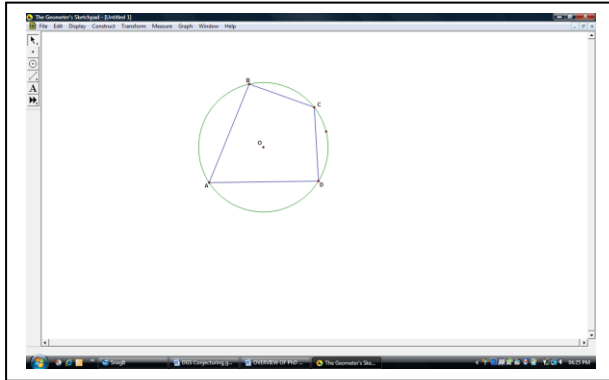 The Geometer's Sketchpad - [Untitled 1]
File Edit Display Construct Transform Measure Graph Window Help
A
B
C
O
A
D
SnagIt
DGS Conjecturing.g...
OVERVIEW OF PhD ...
The Geometer's Ske...
04:25 PM